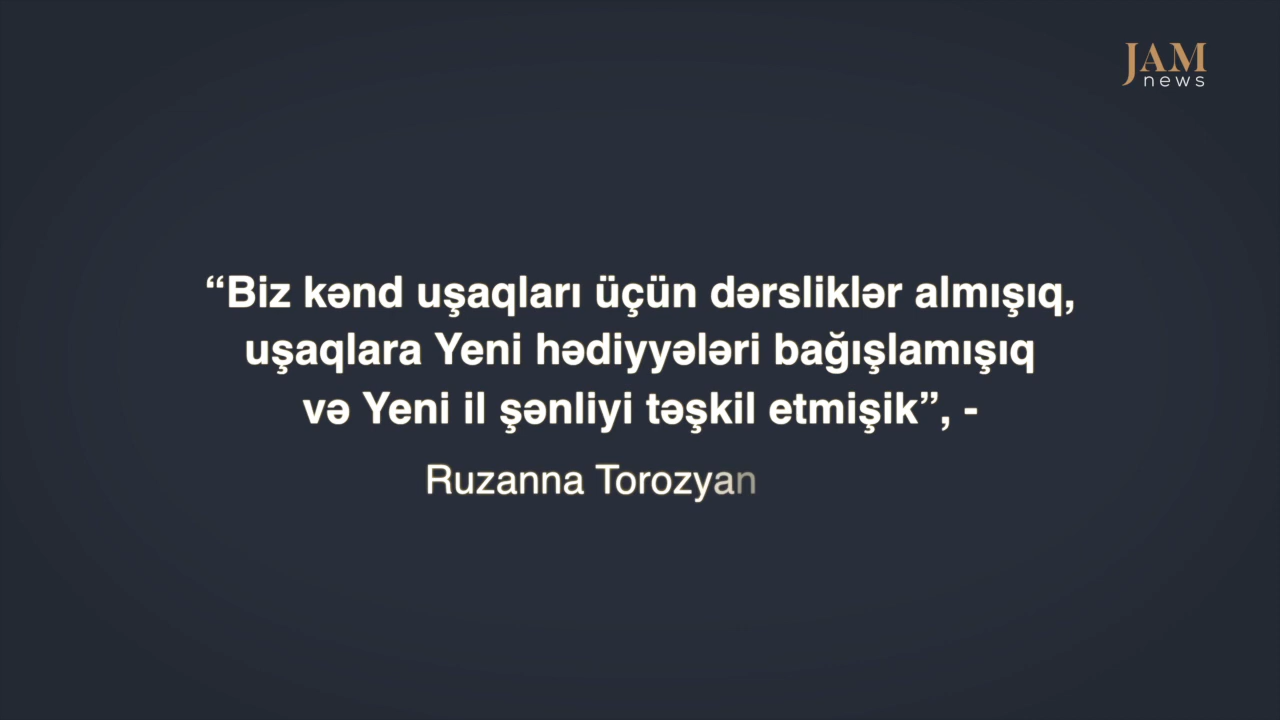 JAM
news
“Biz kənd uşaqları üçün dərsliklər almışıq,
uşaqlara Yeni hədiyyələri bağışlamışıq
və Yeni il şənliyi təşkil etmişik”, -
Ruzanna Torozyan